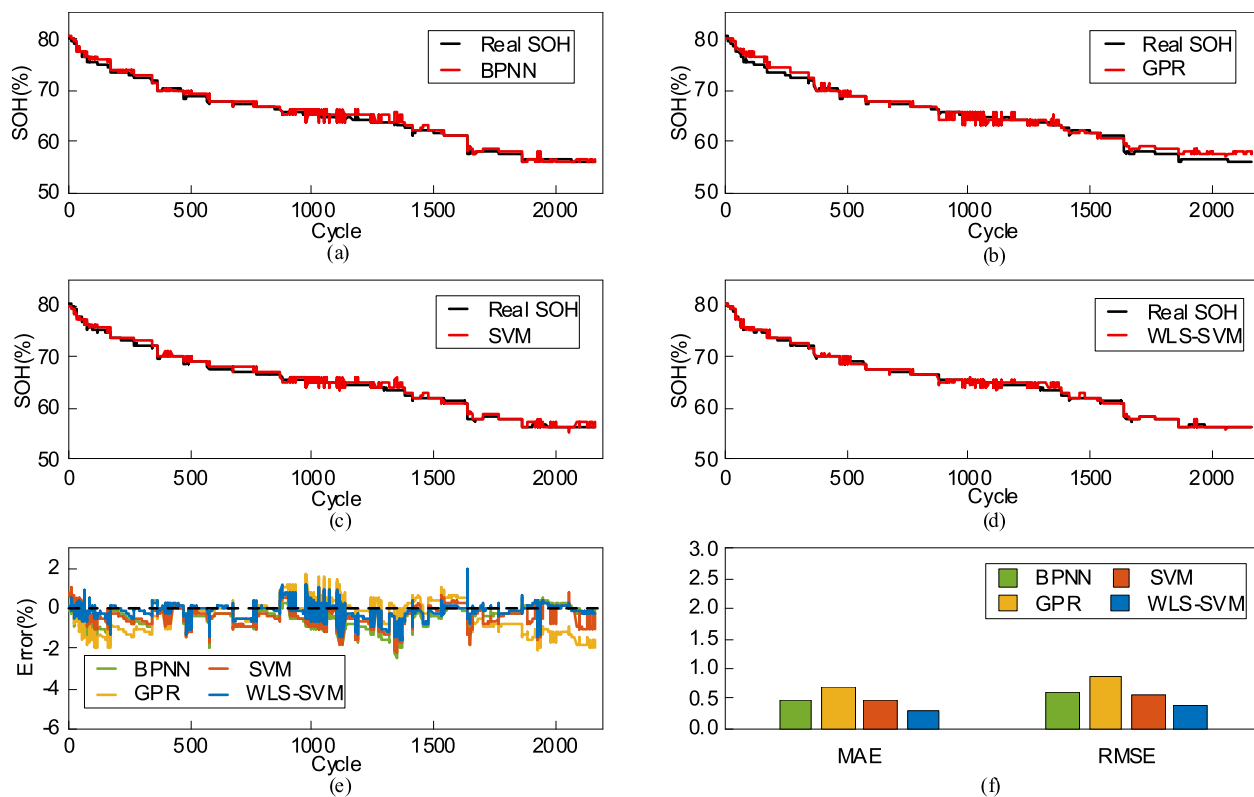 80
70
60
50
SOH(%)
Real SOH
BPNN
0
500
1000
1500
2000
Cycle
(a)
80
70
60
50
SOH(%)
Real SOH
GPR
0
500
1000
1500
2000
Cycle
(b)
80
70
60
50
SOH(%)
Real SOH
SVM
0
500
1000
1500
2000
Cycle
(c)
80
70
60
50
SOH(%)
Real SOH
WLS-SVM
0
500
1000
1500
2000
Cycle
(d)
2
0
-2
-4
-6
Error(%)
BPNN
SVM
GPR
WLS-SVM
0
500
1000
1500
2000
Cycle
(e)
3.0
2.5
2.0
1.5
1.0
0.5
0.0
BPNN
SVM
GPR
WLS-SVM
MAE
RMSE
(f)